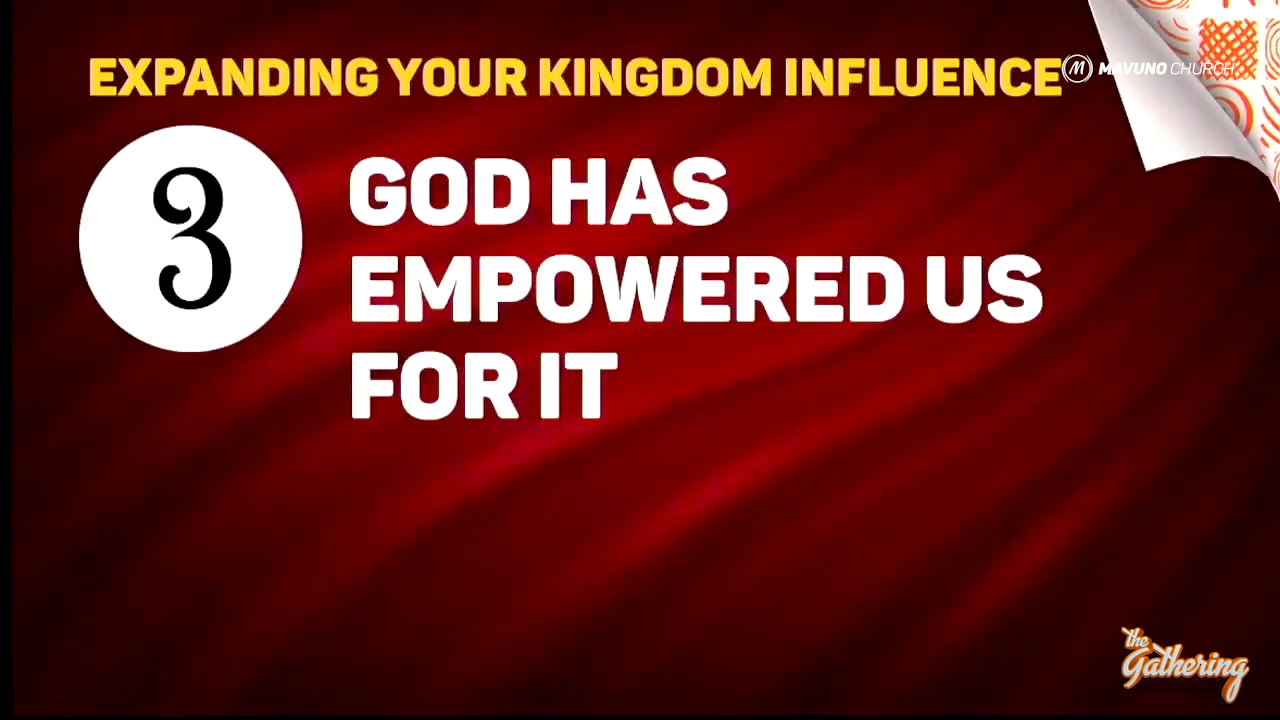 EXPANDING YOUR KINGDOM INFLUENCE
MAVUNO CHURCH
3
GOD HAS
EMPOWERED US
FOR IT
the
Gathering